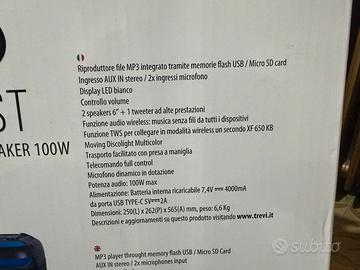 ST
AKER 100W
Riproduttore file MP3 integrato tramite memorie flash USB / Micro SD card
Ingresso AUX IN stereo / 2x ingressi microfono
Display LED bianco
Controllo volume
2 speakers 6" + 1 tweeter ad alte prestazioni
Funzione audio wireless: musica senza fili da tutti i dispositivi
Funzione TWS per collegare in modalità wireless un secondo XF 650 KB
Moving Discolight Multicolor
Trasporto facilitato con presa a maniglia
Telecomando full control
Microfono dinamico in dotazione
Potenza audio: 100W max
Alimentazione: Batteria interna ricaricabile 7,4V⎓4000mA
da porta USB TYPE-C 5V⎓2A
Dimensioni: 250(L) x 262(P) x 565(A) mm peso, 6,6 Kg
Descrizioni e aggiornamenti su questo prodotto visitando www.trevi.it
MP3 player throught memory flash USB / Micro SD Card
AUX IN stereo / 2x microphones input
subito